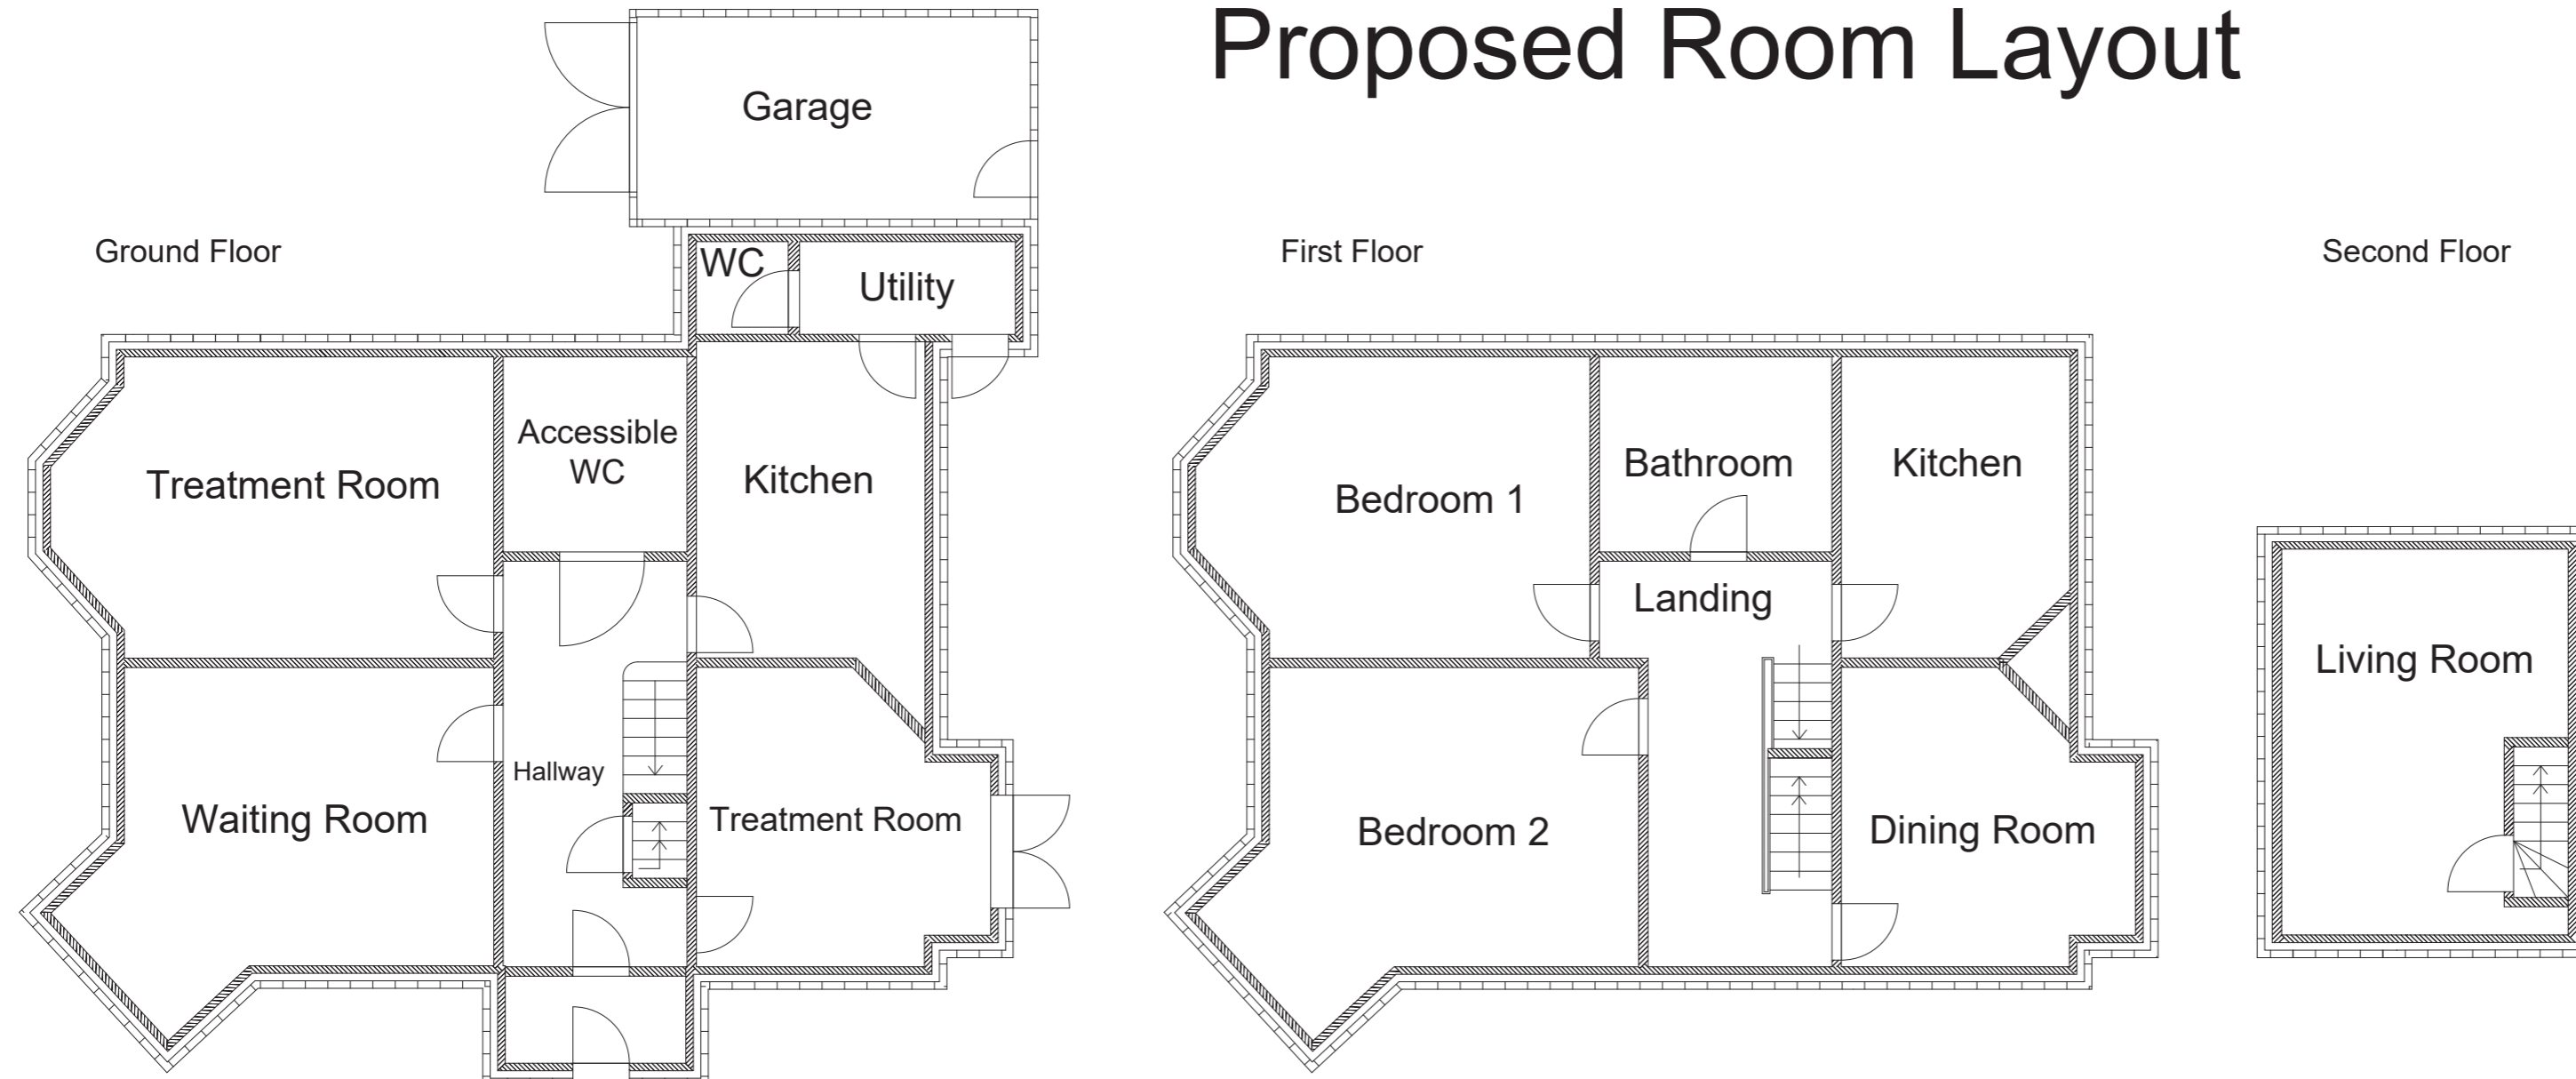 Proposed Room Layout
Garage
Ground Floor
First Floor
Second Floor
WC
Utility
Accessible
WC
Treatment Room
Kitchen
Hallway
Waiting Room
Treatment Room
Bedroom 1
Bathroom
Kitchen
Landing
Bedroom 2
Dining Room
Living Room